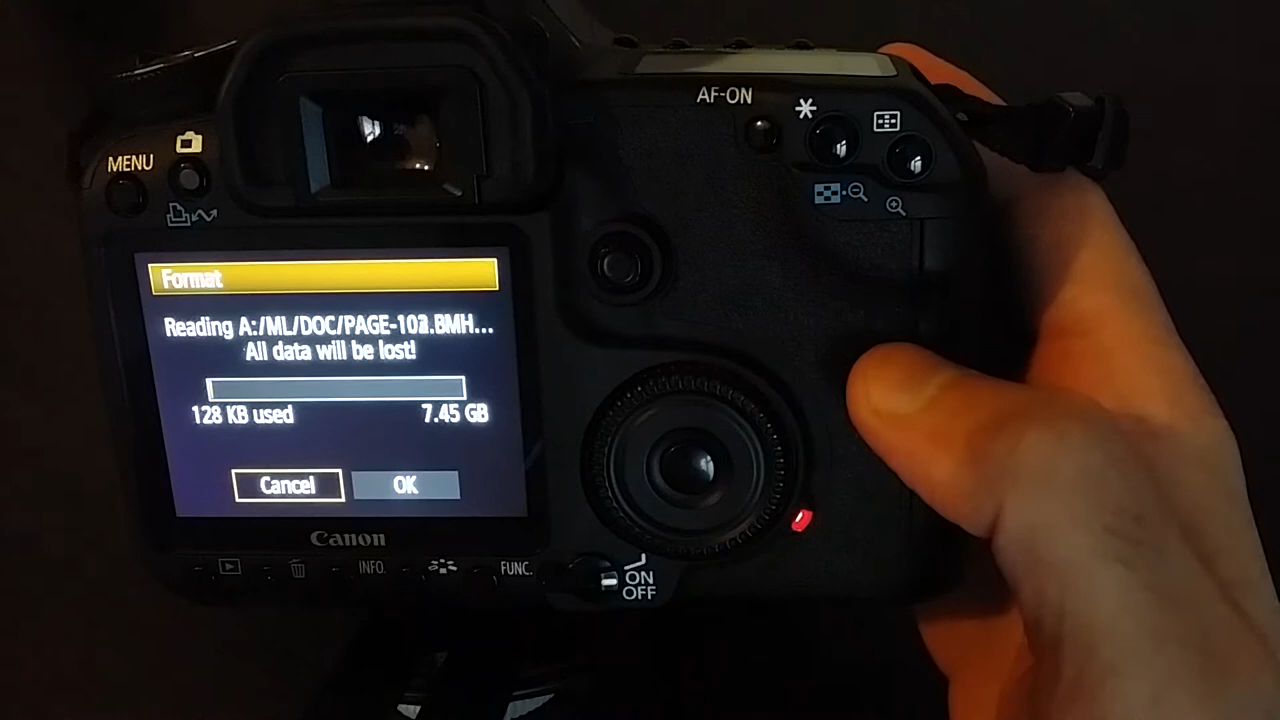 AF-ON
MENU
Format
Reading A:/ML/DOC/PAGE-102.BMH...
All data will be lost!
128 KB used
7.45 GB
Cancel
OK
Canon
INFO.
FUNC.
ON
OFF